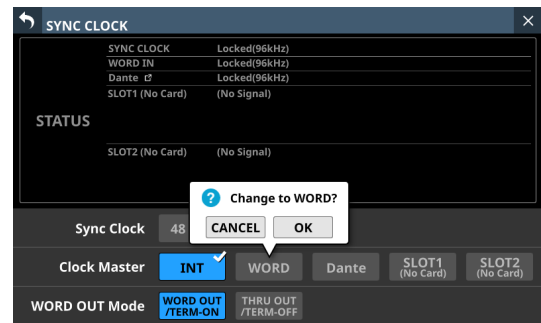 SYNC CLOCK
SYNC CLOCK Locked(96kHz)
WORD IN Locked(96kHz)
Dante Locked(96kHz)
SLOT1 (No Card) (No Signal)
STATUS
SLOT2 (No Card) (No Signal)
Change to WORD?
CANCEL OK
Sync Clock 48
Clock Master INT WORD Dante SLOT1 (No Card) SLOT2 (No Card)
WORD OUT Mode WORD OUT /TERM-ON THRU OUT /TERM-OFF